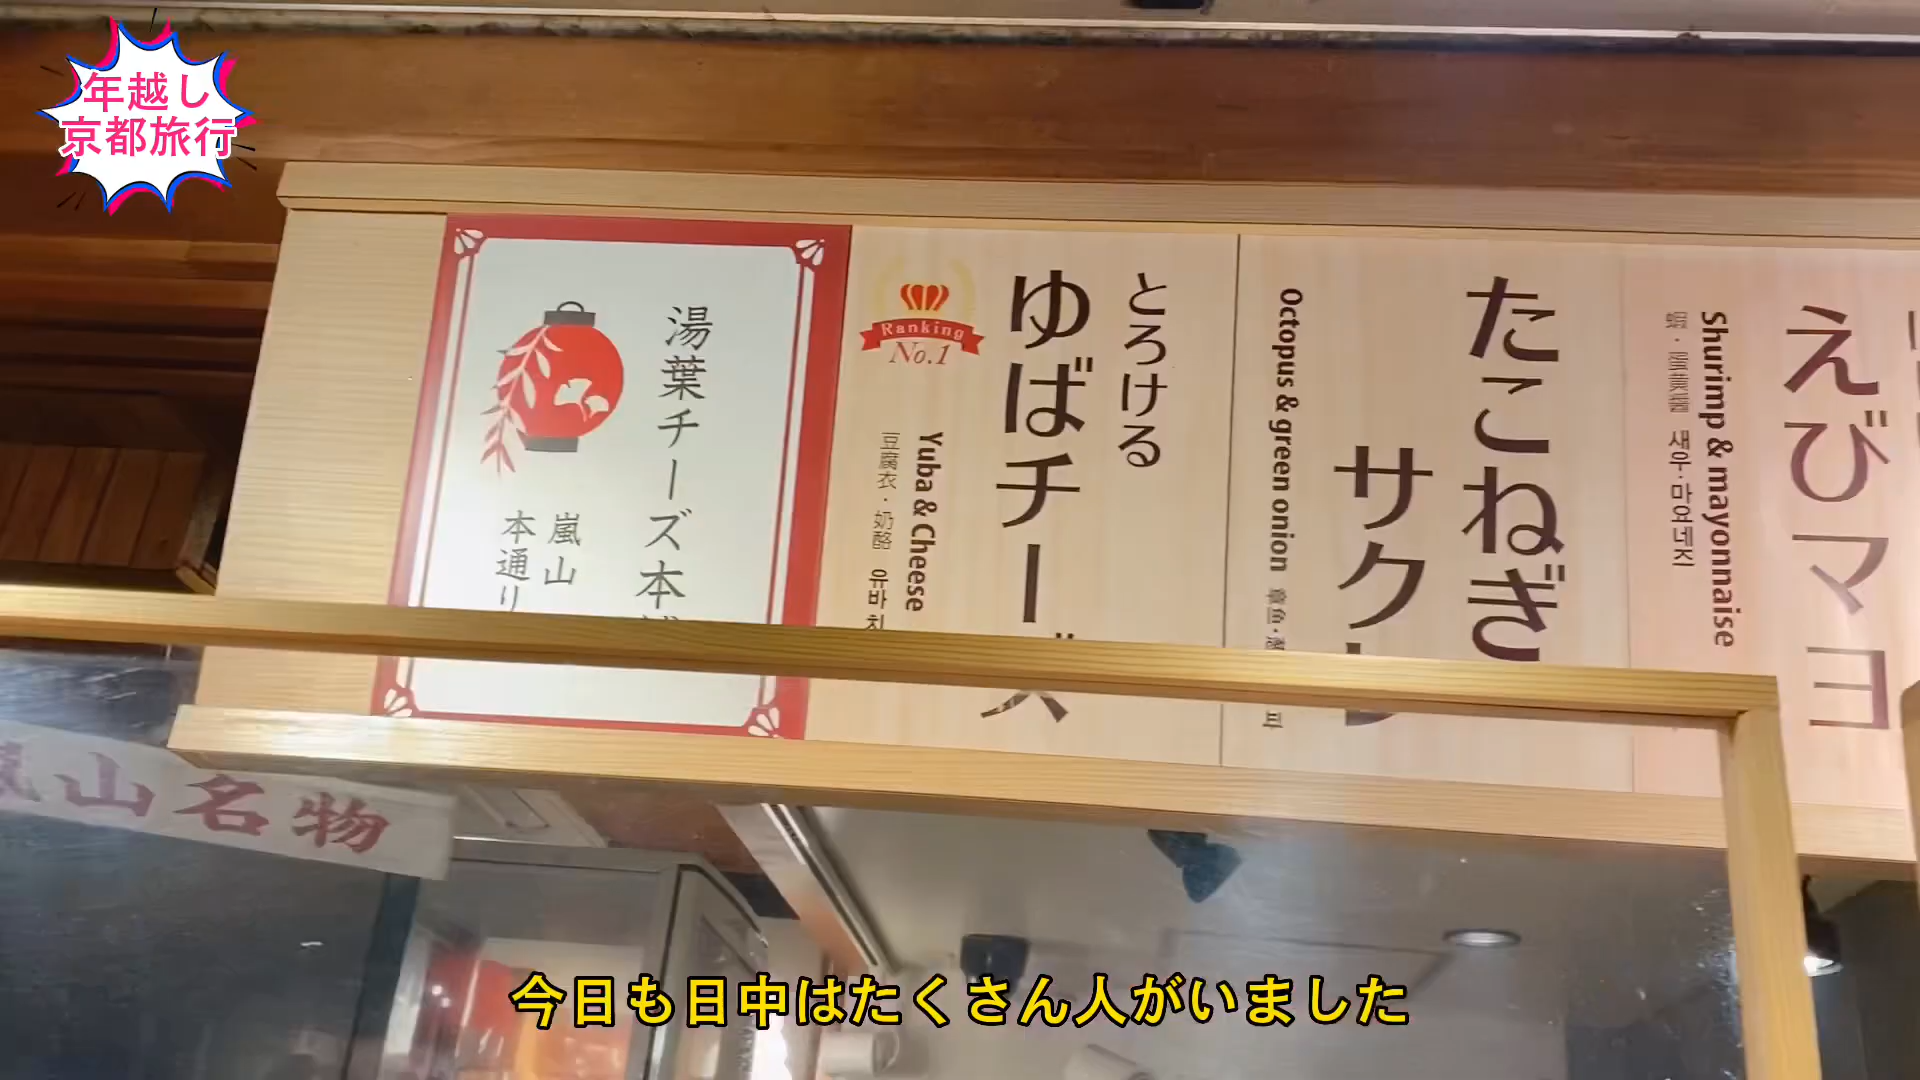 年越し
京都旅行
湯葉チーズ本
嵐山
本通り
Ranking
No.1
とろける
ゆばチーズ
Yuba & Cheese
豆腐衣・奶酪 유바
たこねぎ
サク
Octopus & green onion
えびマヨ
Shurimp & mayonnaise
蝦・蛋黄醤 새우·마요네즈
山名物
今日も日中はたくさん人がいました